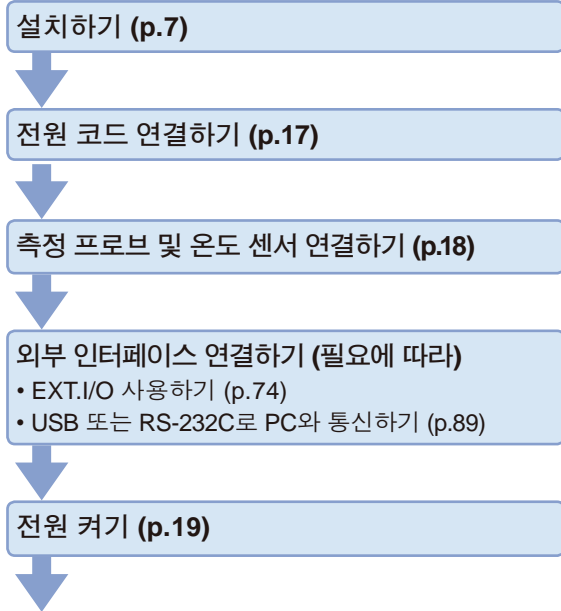 설치하기 (p.7)
전원 코드 연결하기 (p.17)
측정 프로브 및 온도 센서 연결하기 (p.18)
외부 인터페이스 연결하기 (필요에 따라)
• EXT.I/O 사용하기 (p.74)
• USB 또는 RS-232C로 PC와 통신하기 (p.89)
전원 켜기 (p.19)